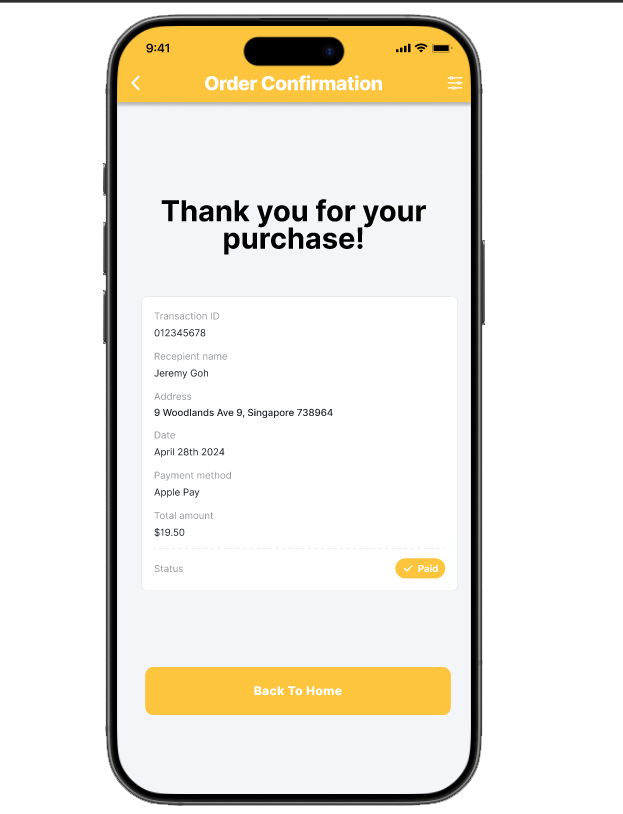 9:41
Order Confirmation
Thank you for your
purchase!
Transaction ID
012345678
Recepient name
Jeremy Goh
Address
9 Woodlands Ave 9, Singapore 738964
Date
April 28th 2024
Payment method
Apple Pay
Total amount
$19.50
Status
Paid
Back To Home